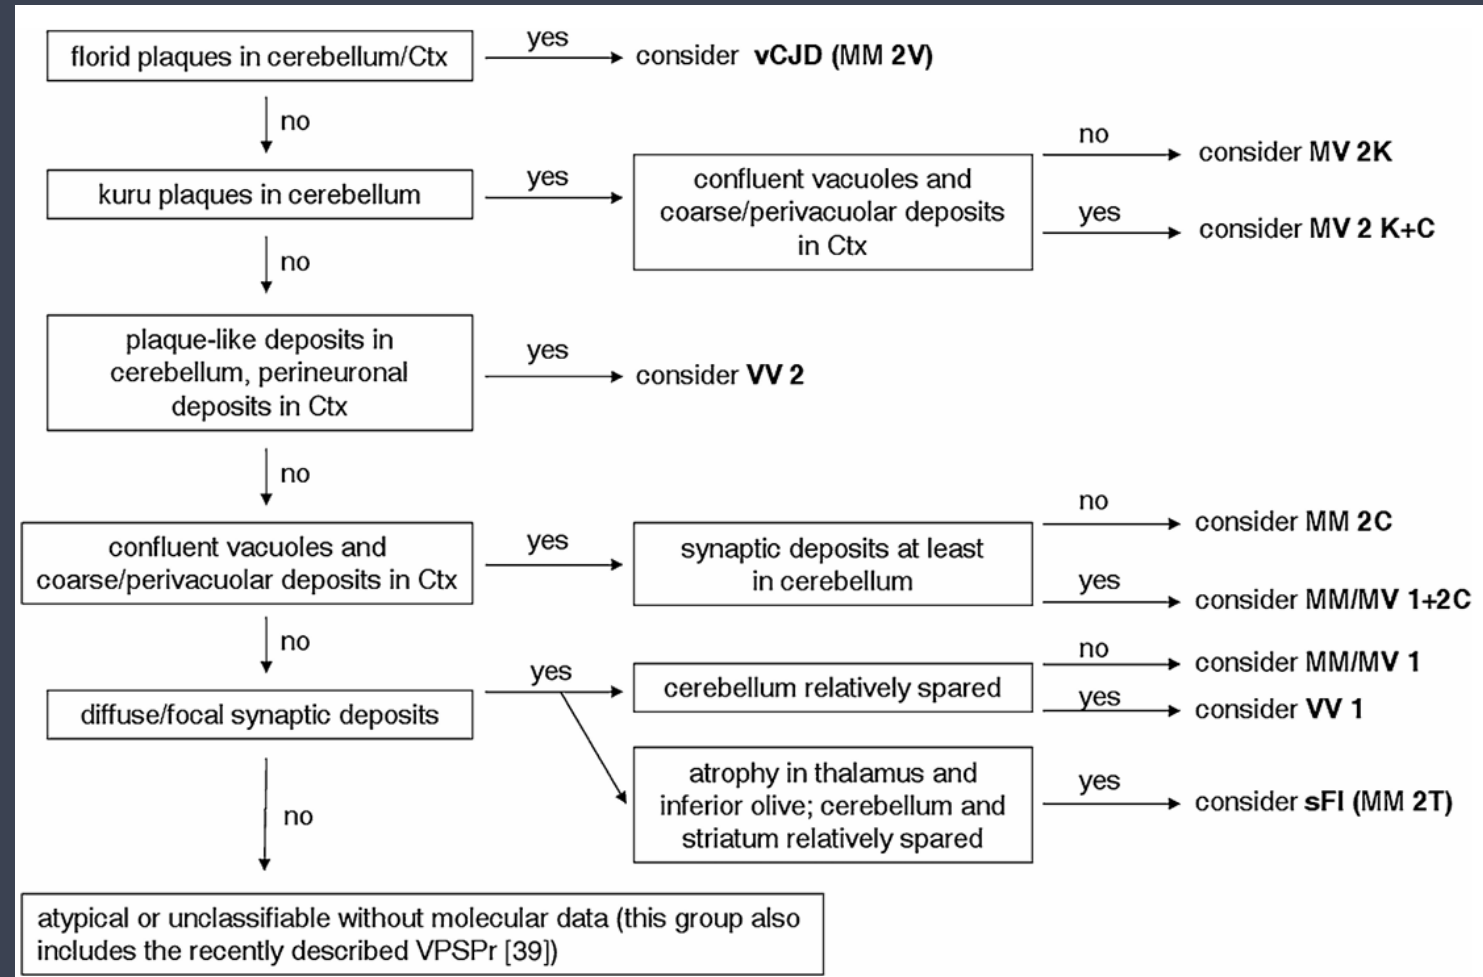 florid plaques in cerebellum/Ctx
yes
consider vCJD (MM 2V)
no
kuru plaques in cerebellum
yes
confluent vacuoles and
coarse/perivacuolar deposits
in Ctx
no
consider MV 2K
yes
consider MV 2 K+C
no
plaque-like deposits in
cerebellum, perineuronal
deposits in Ctx
yes
consider VV 2
no
confluent vacuoles and
coarse/perivacuolar deposits in Ctx
yes
synaptic deposits at least
in cerebellum
no
consider MM 2C
yes
consider MM/MV 1+2C
no
diffuse/focal synaptic deposits
yes
cerebellum relatively spared
no
consider MM/MV 1
yes
consider VV 1
atrophy in thalamus and
inferior olive; cerebellum and
striatum relatively spared
yes
consider sFI (MM 2T)
no
atypical or unclassifiable without molecular data (this group also
includes the recently described VPSPr [39])